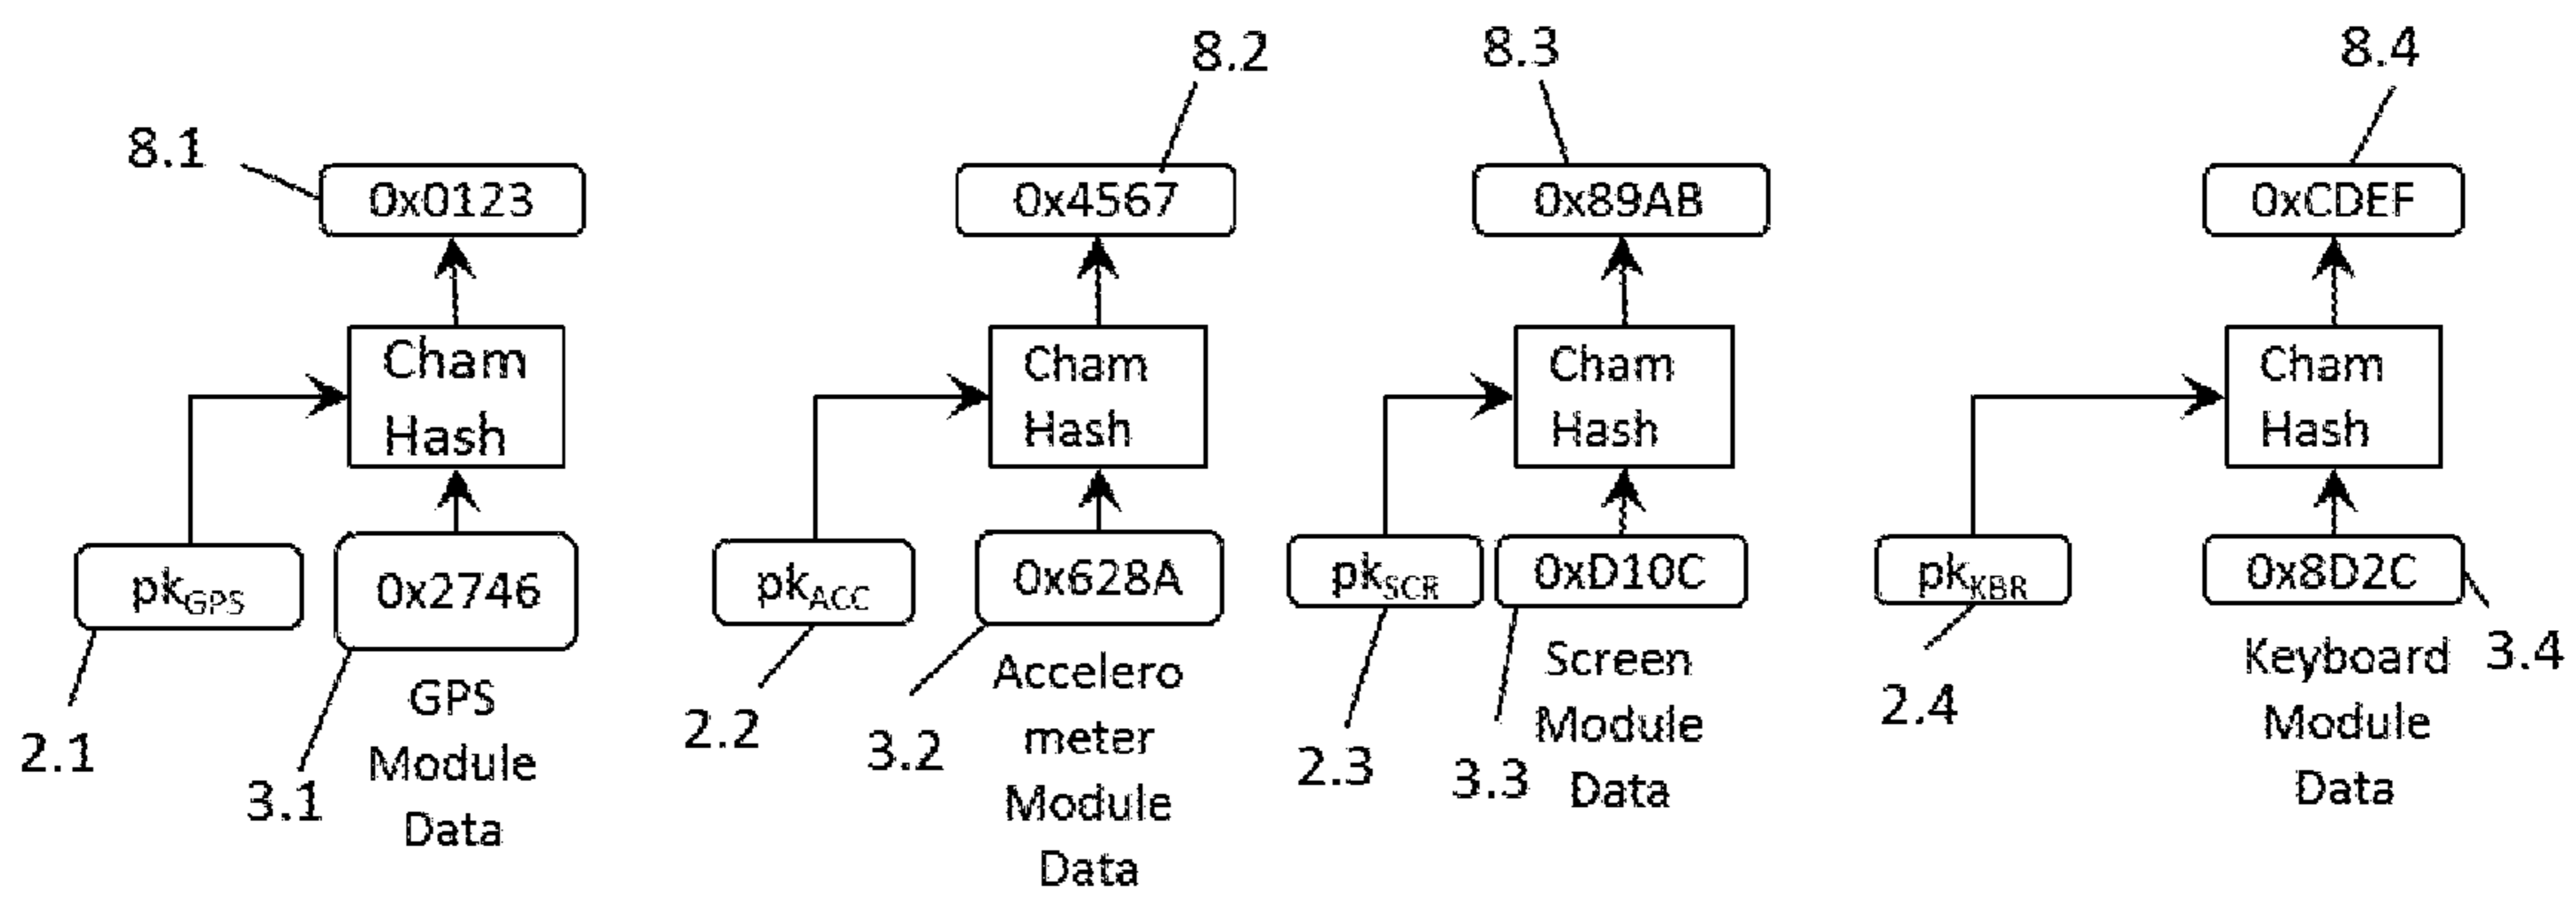 8.1
0x0123
Cham
Hash
pkGPS
0x2746
2.1
3.1
GPS
Module
Data
8.2
0x4567
Cham
Hash
pkACC
0x628A
2.2
3.2
Accelero
meter
Module
Data
8.3
0x89AB
Cham
Hash
pkSCR
0xD10C
2.3
3.3
Screen
Module
Data
8.4
0xCDEF
Cham
Hash
pkKBR
0x8D2C
2.4
3.4
Keyboard
Module
Data